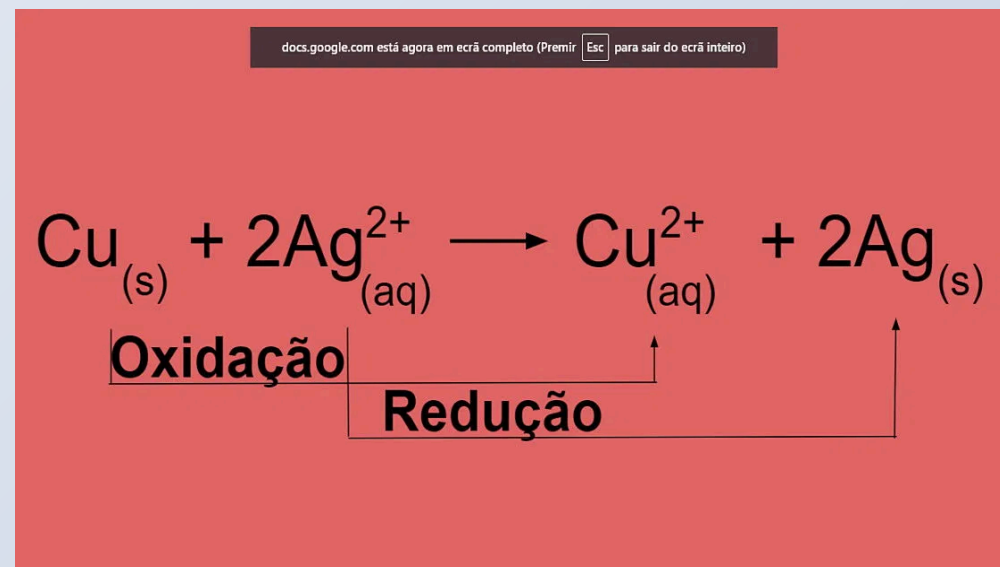 docs.google.com está agora em ecrã completo (Premir Esc para sair do ecrã inteiro)
Cu(s) + 2Ag2+(aq) → Cu2+(aq) + 2Ag(s)
Oxidação
Redução